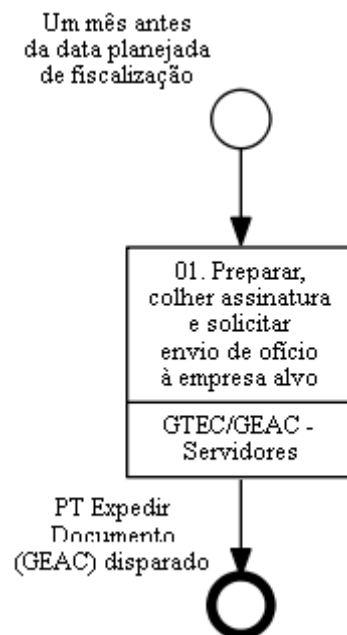 Um mês antes
da data planejada
de fiscalização
01. Preparar,
colher assinatura
e solicitar
envio de ofício
à empresa alvo
GTEC/GEAC -
Servidores
PT Expedir
Documento
(GEAC) disparado